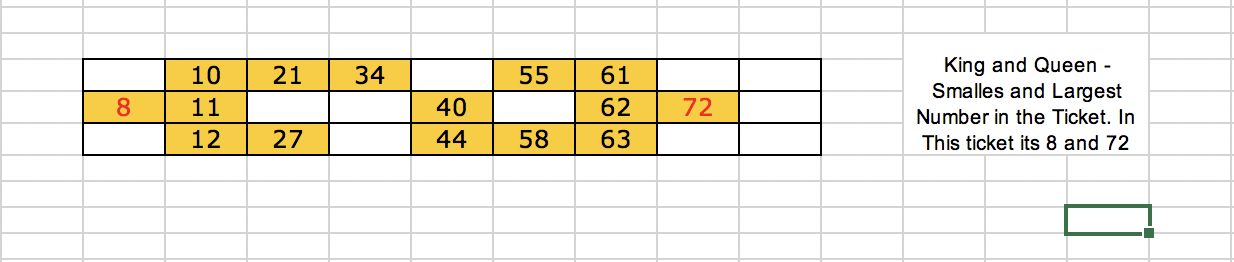 10 21 34 55 61
8 11 40 62 72
12 27 44 58 63
King and Queen -
Smalles and Largest
Number in the Ticket. In
This ticket its 8 and 72